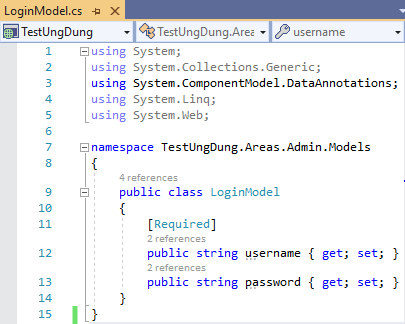 LoginModel.cs
TestUngDung
TestUngDung.Areas
username
1 using System;
2 using System.Collections.Generic;
3 using System.ComponentModel.DataAnnotations;
4 using System.Linq;
5 using System.Web;
6
7 namespace TestUngDung.Areas.Admin.Models
8 {
4 references
9 public class LoginModel
10 {
11 [Required]
2 references
12 public string username { get; set; }
2 references
13 public string password { get; set; }
14 }
15 }